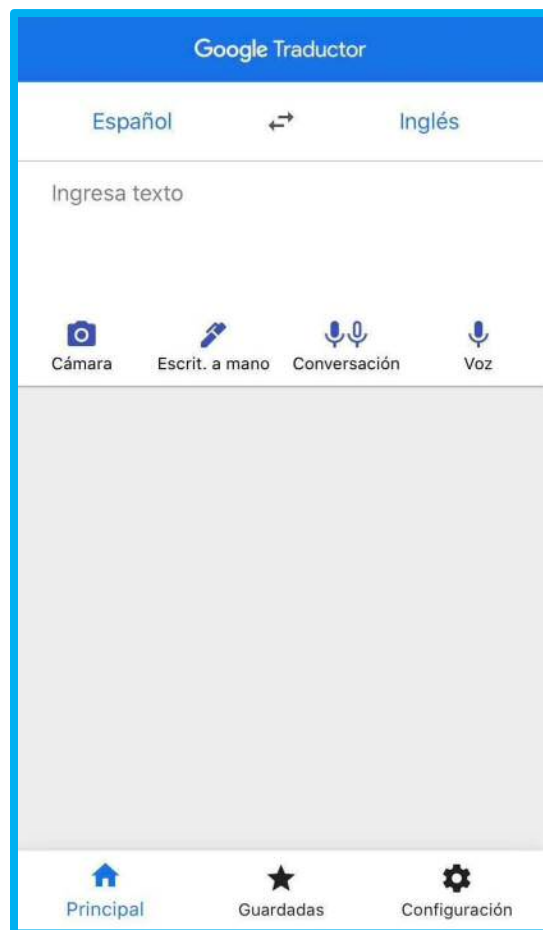 Google Traductor
Español Inglés
Ingresa texto
Cámara Escrit. a mano Conversación Voz
Principal Guardadas Configuración